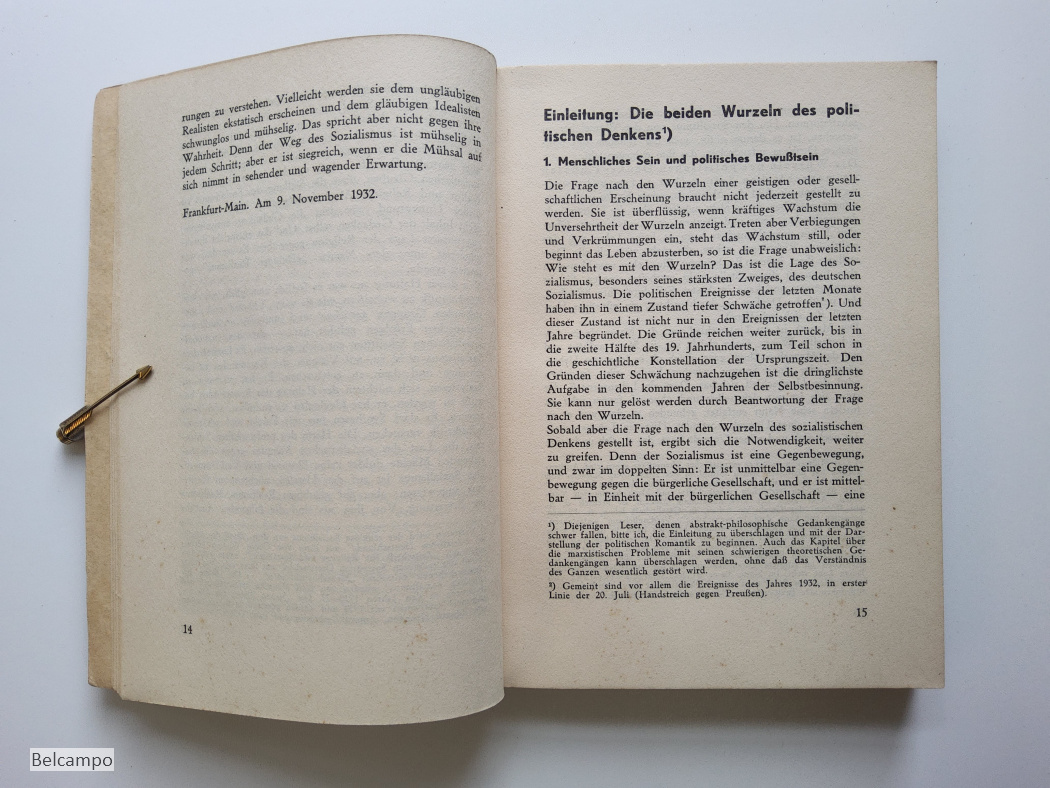 rungen zu verstehen. Vielleicht werden sie dem ungläubigen
Realisten ekstatisch erscheinen und dem gläubigen Idealisten
schwunglos und mühselig. Das spricht aber nicht gegen ihre
Wahrheit. Denn der Weg des Sozialismus ist mühselig in
jedem Schritt; aber er ist siegreich, wenn er die Mühsal auf
sich nimmt in sehender und wagender Erwartung.
Frankfurt-Main. Am 9. November 1932.
14
Einleitung: Die beiden Wurzeln des poli-
tischen Denkens¹)
1. Menschliches Sein und politisches Bewußtsein
Die Frage nach den Wurzeln einer geistigen oder gesell-
schaftlichen Erscheinung braucht nicht jederzeit gestellt zu
werden. Sie ist überflüssig, wenn kräftiges Wachstum die
Unversehrtheit der Wurzeln anzeigt. Treten aber Verbiegungen
und Verkrümmungen ein, steht das Wachstum still, oder
beginnt das Leben abzusterben, so ist die Frage unabweislich:
Wie steht es mit den Wurzeln? Das ist die Lage des So-
zialismus, besonders seines stärksten Zweiges, des deutschen
Sozialismus. Die politischen Ereignisse der letzten Monate
haben ihn in einem Zustand tiefer Schwäche getroffen²). Und
dieser Zustand ist nicht nur in den Ereignissen der letzten
Jahre begründet. Die Gründe reichen weiter zurück, bis in
die zweite Hälfte des 19. Jahrhunderts, zum Teil schon in
die geschichtliche Konstellation der Ursprungszeit. Den
Gründen dieser Schwächung nachzugehen ist die dringlichste
Aufgabe in den kommenden Jahren der Selbstbesinnung.
Sie kann nur gelöst werden durch Beantwortung der Frage
nach den Wurzeln.
Sobald aber die Frage nach den Wurzeln des sozialistischen
Denkens gestellt ist, ergibt sich die Notwendigkeit, weiter
zu greifen. Denn der Sozialismus ist eine Gegenbewegung,
und zwar im doppelten Sinn: Er ist unmittelbar eine Gegen-
bewegung gegen die bürgerliche Gesellschaft, und er ist mittel-
bar — in Einheit mit der bürgerlichen Gesellschaft — eine
¹) Diejenigen Leser, denen abstrakt-philosophische Gedankengänge
schwer fallen, bitte ich, die Einleitung zu überschlagen und mit der Dar-
stellung der politischen Romantik zu beginnen. Auch das Kapitel über
die marxistischen Probleme mit seinen schwierigen theoretischen Ge-
dankengängen kann überschlagen werden, ohne daß das Verständnis
des Ganzen wesentlich gestört wird.
²) Gemeint sind vor allem die Ereignisse des Jahres 1932, in erster
Linie der 20. Juli (Handstreich gegen Preußen).
15
Belcampo